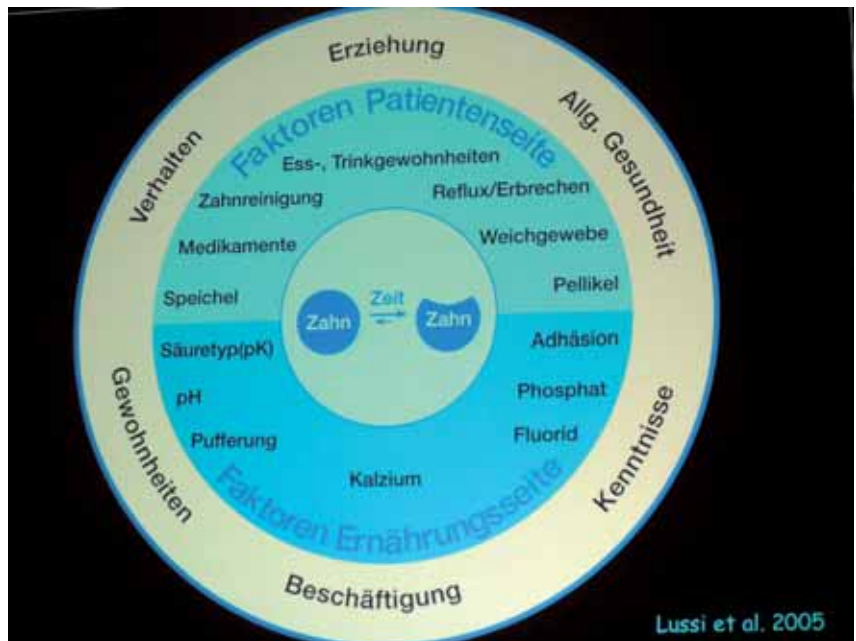 Erziehung
Allg. Gesundheit
Kenntnisse
Beschäftigung
Gewohnheiten
Verhalten
Faktoren Patientenseite
Ess-, Trinkgewohnheiten
Zahnreinigung
Reflux/Erbrechen
Medikamente
Weichgewebe
Speichel
Pellikel
Zahn
Zeit
Zahn
Säuretyp(pK)
Adhäsion
pH
Phosphat
Pufferung
Fluorid
Kalzium
Faktoren Ernährungsseite
Lussi et al. 2005